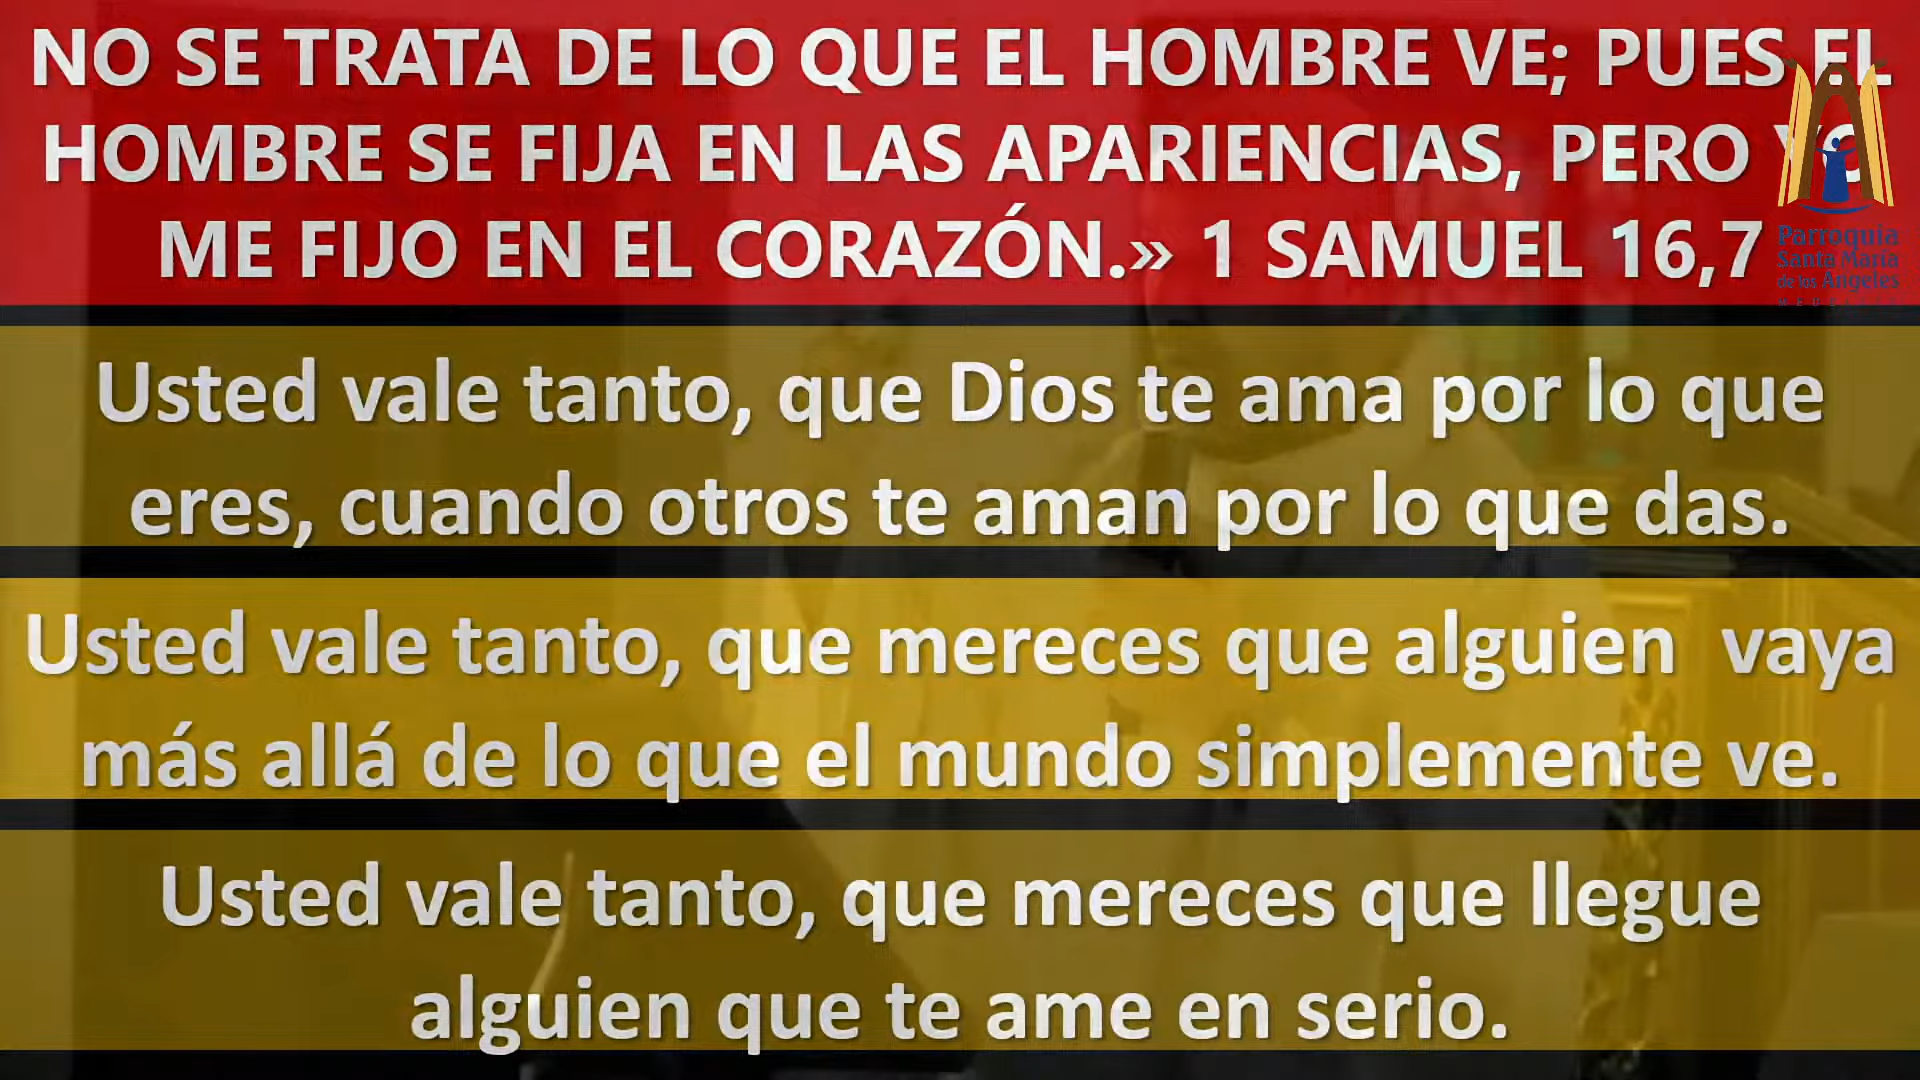 NO SE TRATA DE LO QUE EL HOMBRE VE; PUES EL
HOMBRE SE FIJA EN LAS APARIENCIAS, PERO YO
ME FIJO EN EL CORAZÓN.» 1 SAMUEL 16,7
Parroquia
Santa María
de los Ángeles
Usted vale tanto, que Dios te ama por lo que
eres, cuando otros te aman por lo que das.
Usted vale tanto, que mereces que alguien vaya
más allá de lo que el mundo simplemente ve.
Usted vale tanto, que mereces que llegue
alguien que te ame en serio.